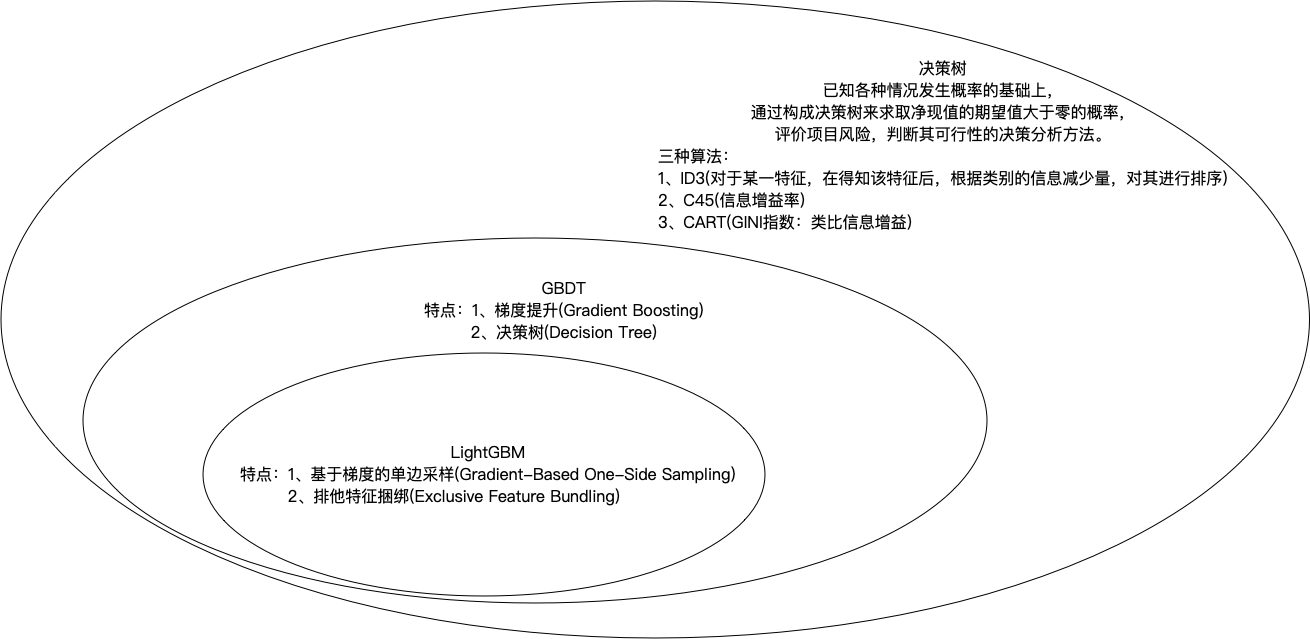 决策树
已知各种情况发生概率的基础上，
通过构成决策树来求取净现值的期望值大于零的概率，
评价项目风险，判断其可行性的决策分析方法。
三种算法：
1、ID3(对于某一特征，在得知该特征后，根据类别的信息减少量，对其进行排序)
2、C45(信息增益率)
3、CART(GINI指数：类比信息增益)
GBDT
特点：1、梯度提升(Gradient Boosting)
2、决策树(Decision Tree)
LightGBM
特点：1、基于梯度的单边采样(Gradient-Based One-Side Sampling)
2、排他特征捆绑(Exclusive Feature Bundling)